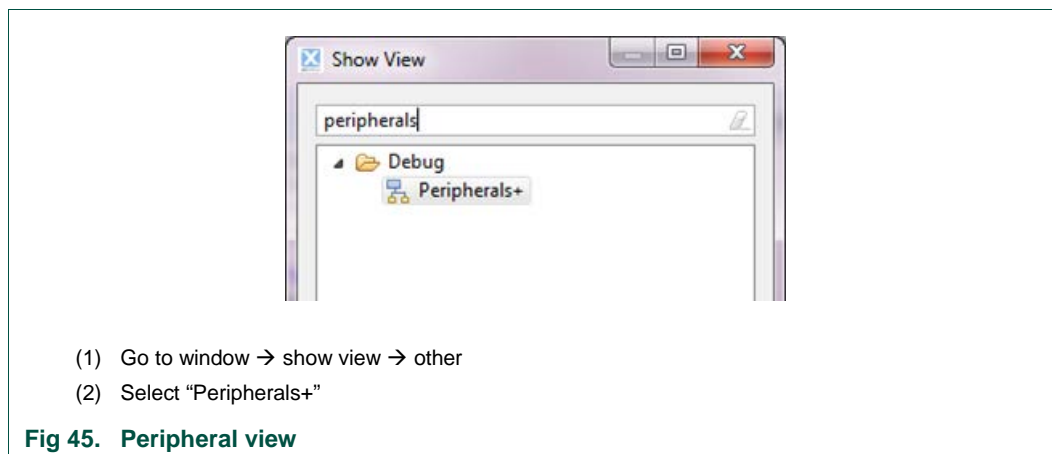 Show View
peripherals
Debug
Peripherals+
(1) Go to window → show view → other
(2) Select “Peripherals+”
Fig 45. Peripheral view